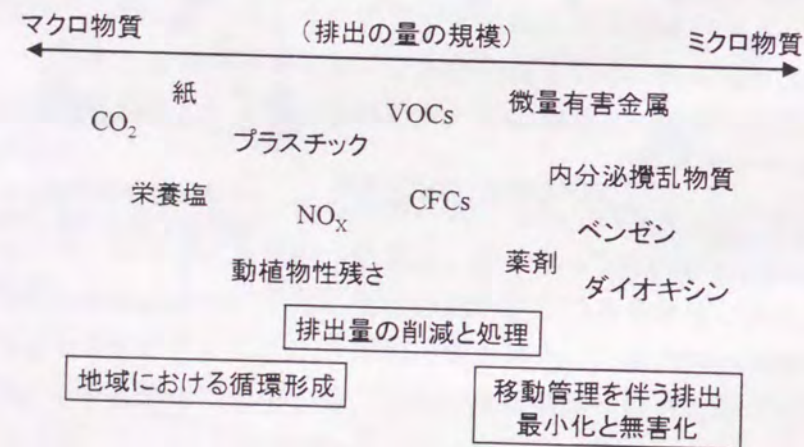 マクロ物質 （排出の量の規模） ミクロ物質
紙 VOCs 微量有害金属
CO₂ プラスチック
栄養塩 内分泌攪乱物質
NOₓ CFCs ベンゼン
動植物性残さ 薬剤 ダイオキシン
排出量の削減と処理
地域における循環形成
移動管理を伴う排出
最小化と無害化